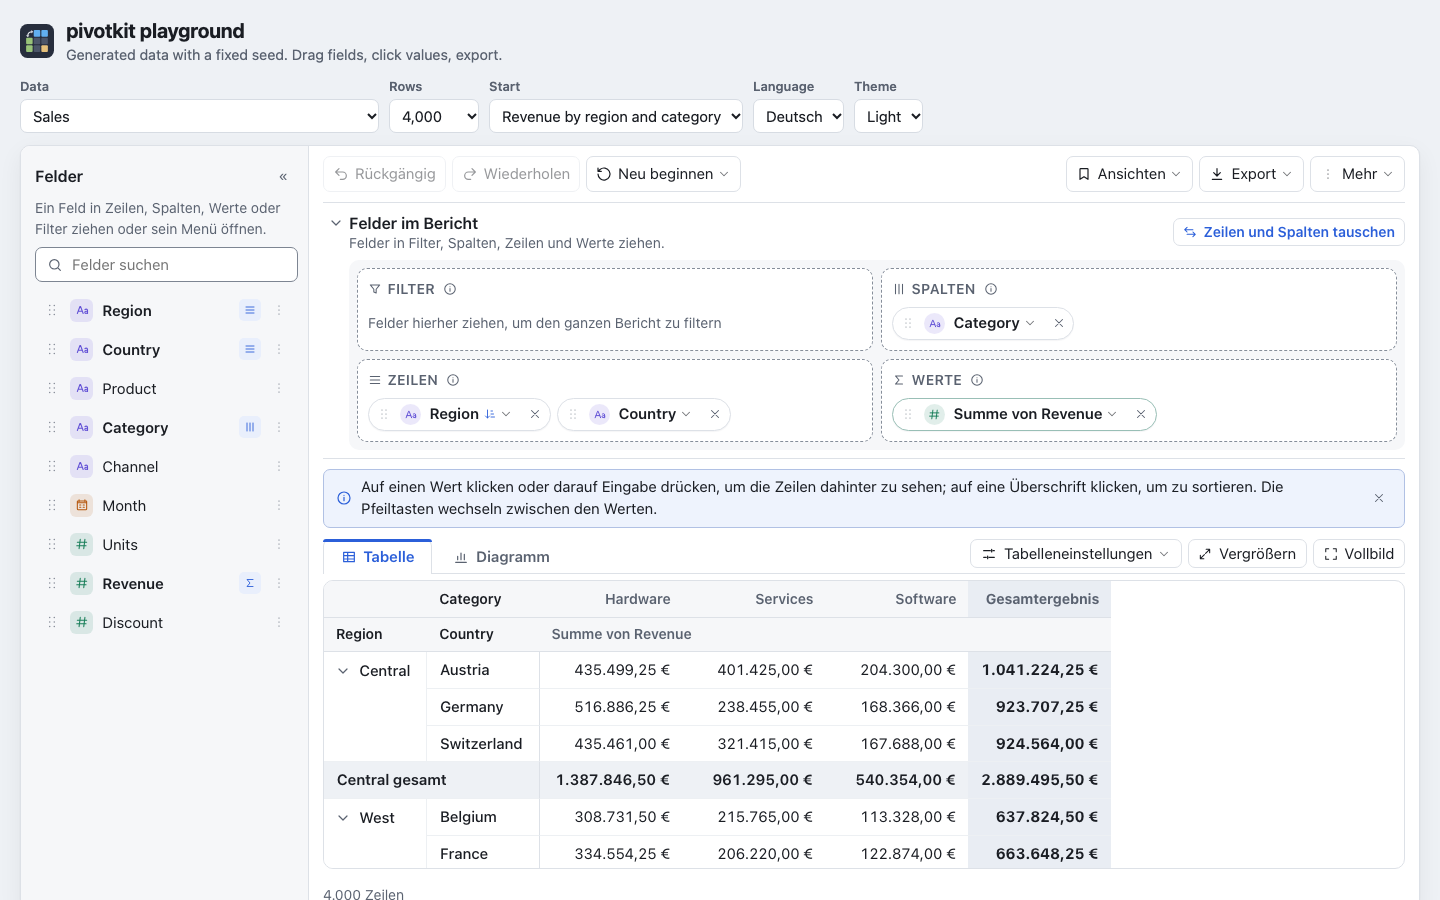 pivotkit playground
Generated data with a fixed seed. Drag fields, click values, export.
Data Rows Start Language Theme
Sales 4,000 Revenue by region and category Deutsch Light
Felder «
Ein Feld in Zeilen, Spalten, Werte oder
Filter ziehen oder sein Menü öffnen.
Felder suchen
Aa Region
Aa Country
Aa Product
Aa Category
Aa Channel
Month
# Units
# Revenue Σ
# Discount
Rückgängig Wiederholen Neu beginnen Ansichten Export Mehr
Felder im Bericht
Felder in Filter, Spalten, Zeilen und Werte ziehen.
Zeilen und Spalten tauschen
FILTER
Felder hierher ziehen, um den ganzen Bericht zu filtern
SPALTEN
Aa Category
ZEILEN
Aa Region Aa Country
Σ WERTE
# Summe von Revenue
Auf einen Wert klicken oder darauf Eingabe drücken, um die Zeilen dahinter zu sehen; auf eine Überschrift klicken, um zu sortieren. Die
Pfeiltasten wechseln zwischen den Werten.
Tabelle Diagramm Tabelleneinstellungen Vergrößern Vollbild
Category Hardware Services Software Gesamtergebnis
Region Country Summe von Revenue
Central Austria 435.499,25 € 401.425,00 € 204.300,00 € 1.041.224,25 €
Germany 516.886,25 € 238.455,00 € 168.366,00 € 923.707,25 €
Switzerland 435.461,00 € 321.415,00 € 167.688,00 € 924.564,00 €
Central gesamt 1.387.846,50 € 961.295,00 € 540.354,00 € 2.889.495,50 €
West Belgium 308.731,50 € 215.765,00 € 113.328,00 € 637.824,50 €
France 334.554,25 € 206.220,00 € 122.874,00 € 663.648,25 €
4.000 Zeilen